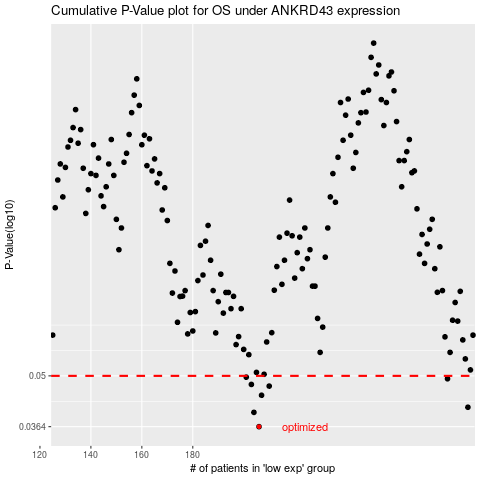 Cumulative P-Value plot for OS under ANKRD43 expression
P-Value(log10)
0.05
0.0364
optimized
120 140 160 180
# of patients in 'low exp' group